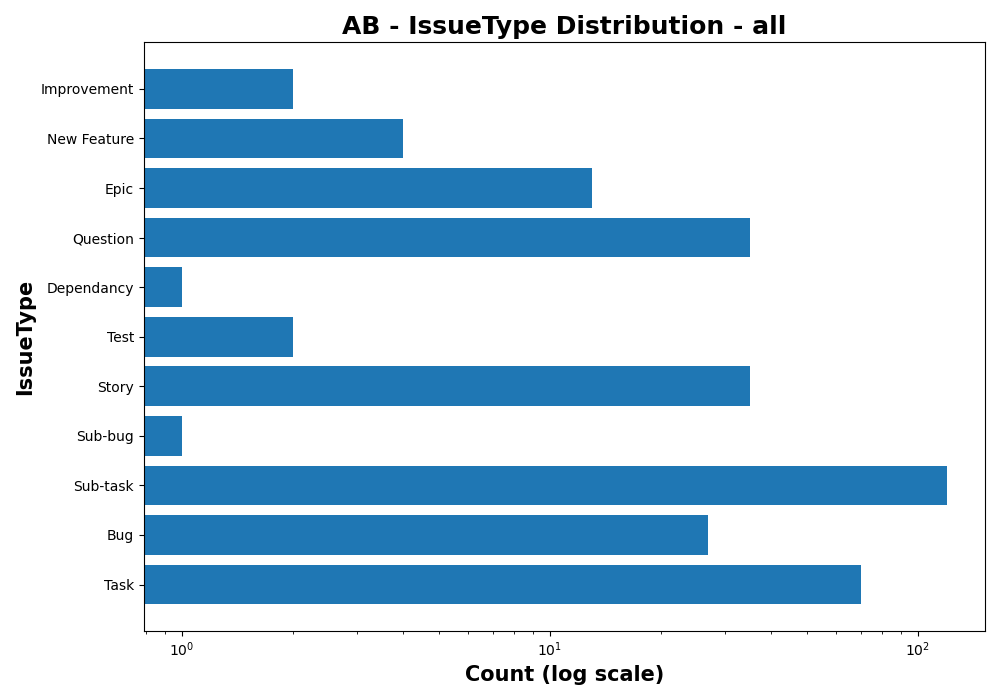 AB - IssueType Distribution - all
IssueType
Improvement
New Feature
Epic
Question
Dependancy
Test
Story
Sub-bug
Sub-task
Bug
Task
10⁰ 10¹ 10²
Count (log scale)